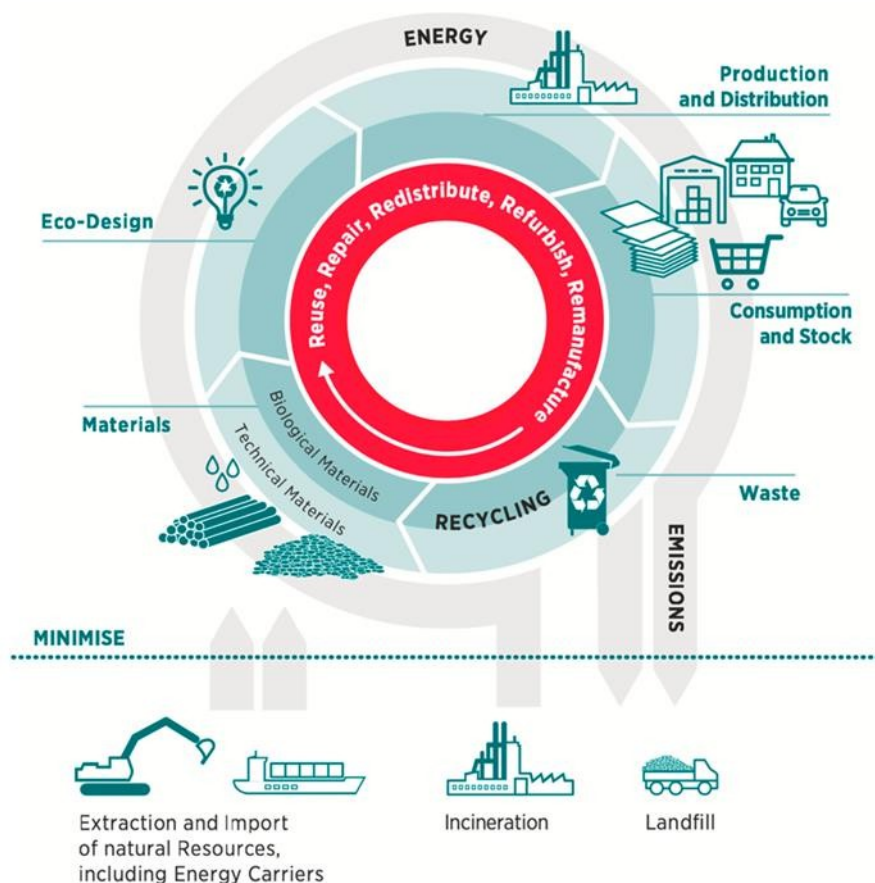 ENERGY
Production
and Distribution
Eco-Design
Reuse, Repair, Redistribute, Refurbish, Remanufacture
Consumption
and Stock
Materials
Biological Materials
Technical Materials
RECYCLING
Waste
EMISSIONS
MINIMISE
Extraction and Import
of natural Resources,
including Energy Carriers
Incineration
Landfill